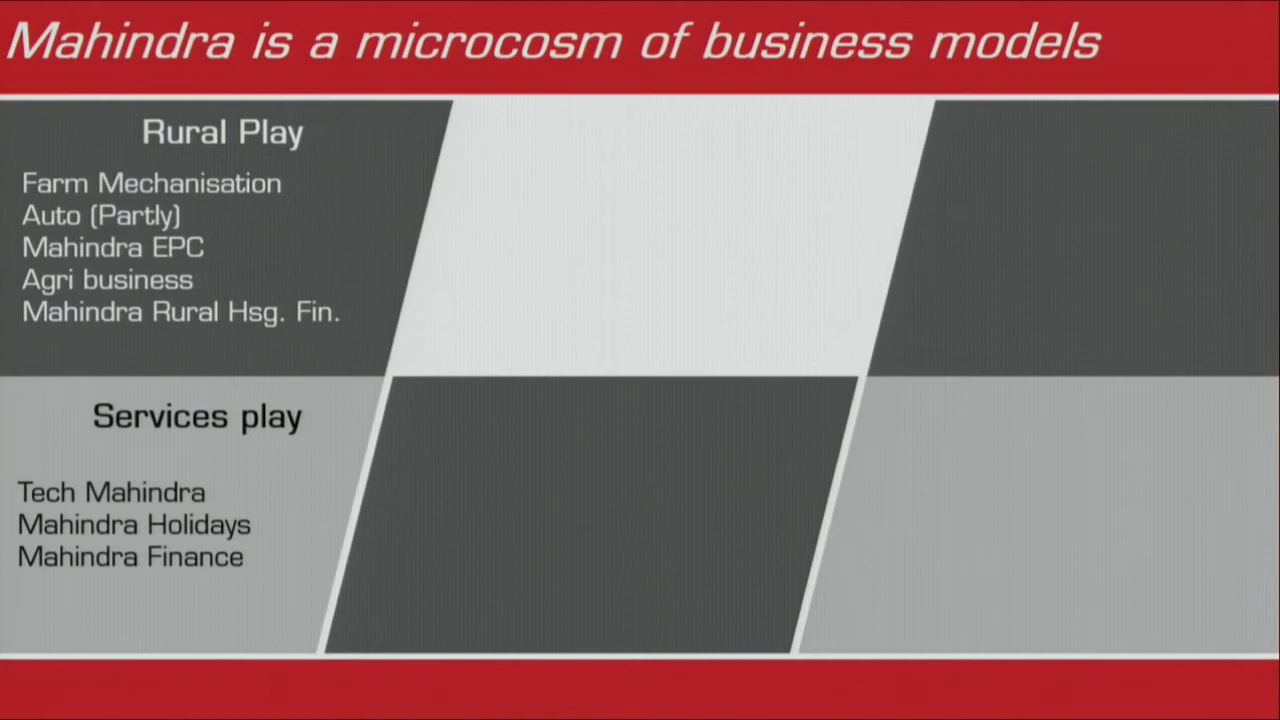 Mahindra is a microcosm of business models
Rural Play
Farm Mechanisation
Auto (Partly)
Mahindra EPC
Agri business
Mahindra Rural Hsg. Fin.
Services play
Tech Mahindra
Mahindra Holidays
Mahindra Finance